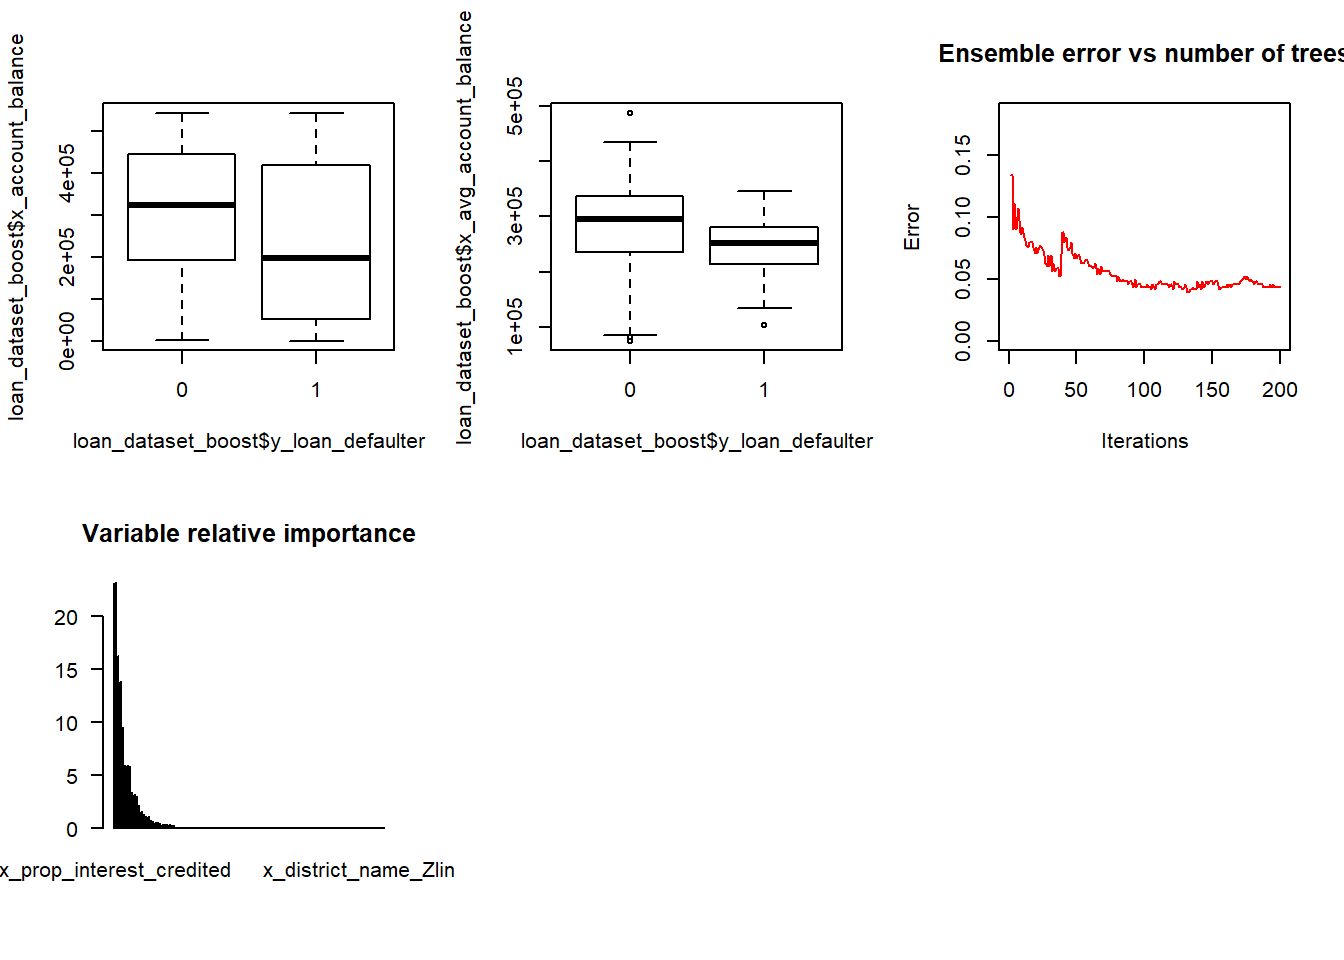 loan_dataset_boost$x_account_balance
0e+00
2e+05
4e+05
0
1
loan_dataset_boost$y_loan_defaulter
loan_dataset_boost$x_avg_account_balance
1e+05
3e+05
5e+05
0
1
loan_dataset_boost$y_loan_defaulter
Ensemble error vs number of trees
Error
0.00
0.05
0.10
0.15
0
50
100
150
200
Iterations
Variable relative importance
20
15
10
5
0
x_prop_interest_credited
x_district_name_Zlin